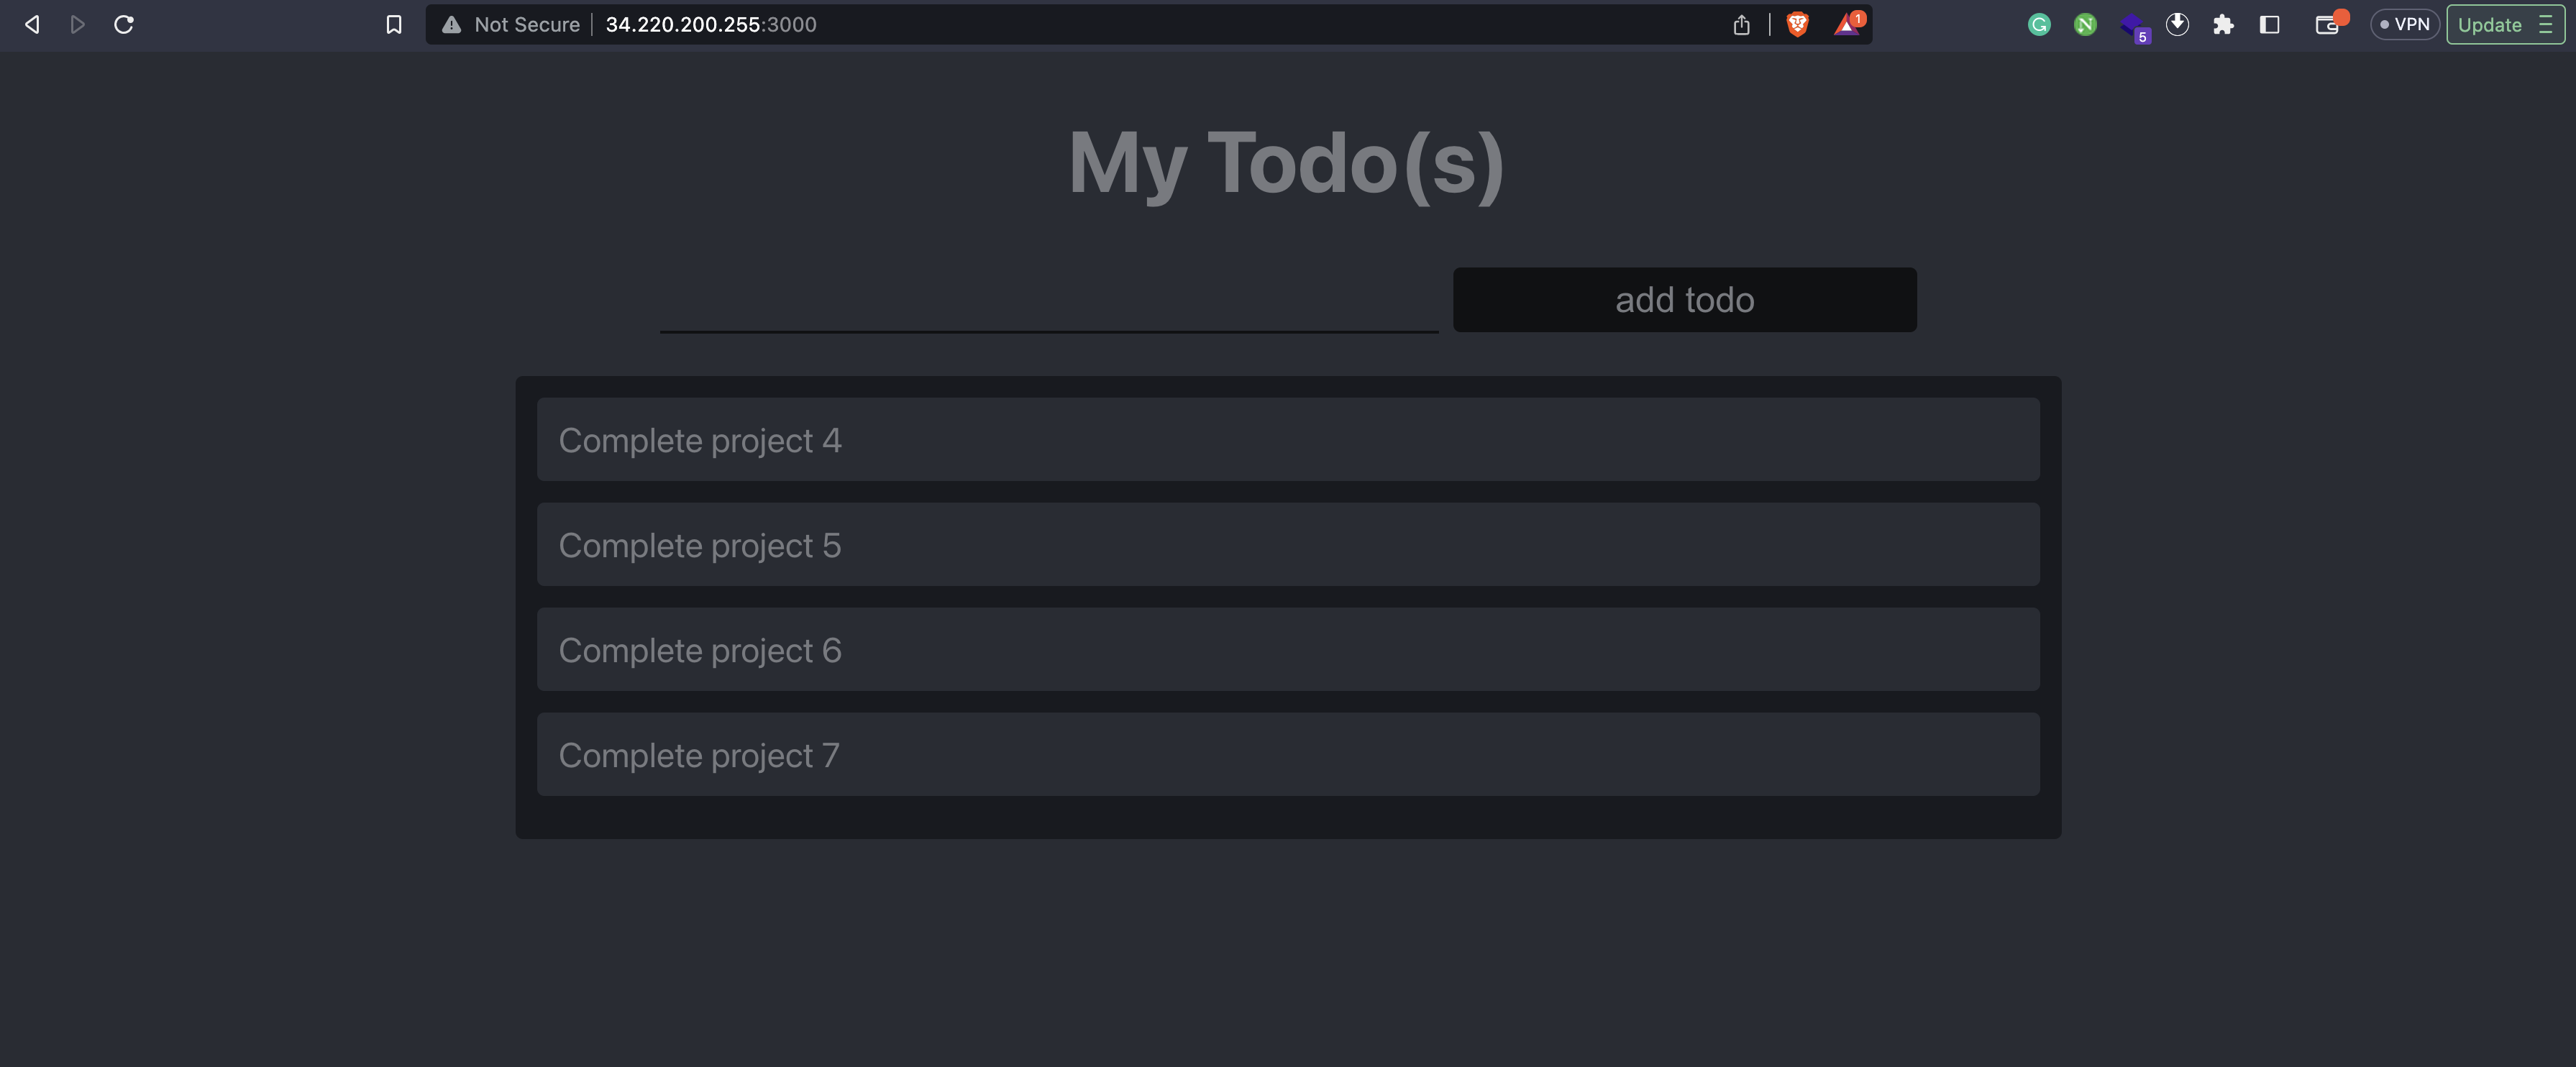 Not Secure 34.220.200.255:3000
1
5
VPN
Update
My Todo(s)
add todo
Complete project 4
Complete project 5
Complete project 6
Complete project 7